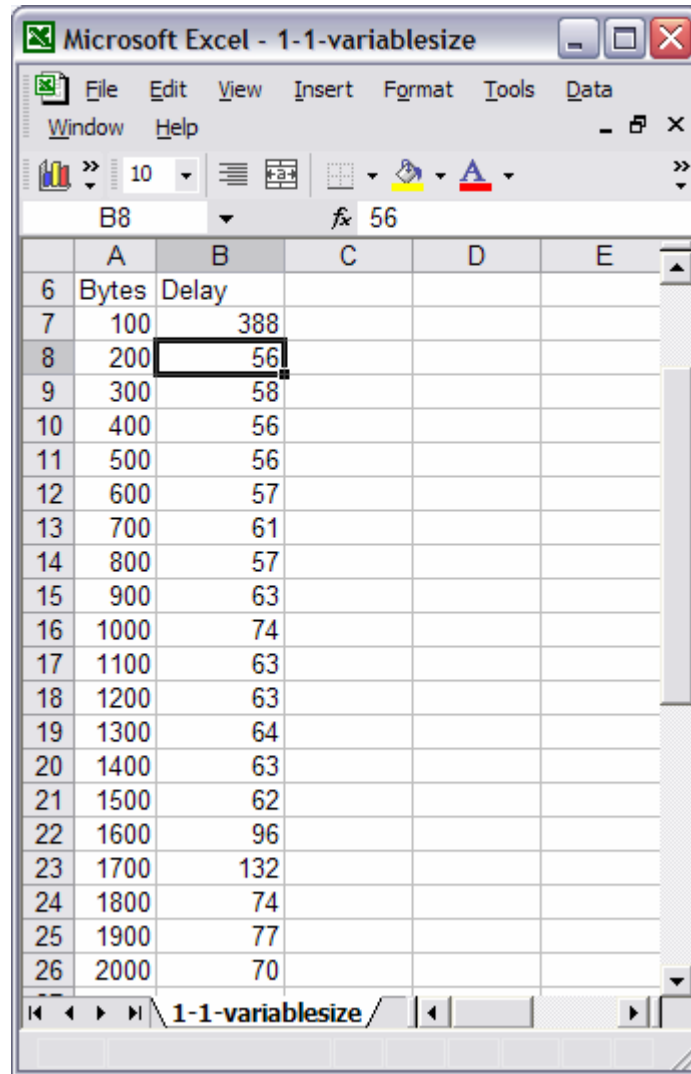 Microsoft Excel - 1-1-variablesize
File Edit View Insert Format Tools Data
Window Help
10
B8 fx 56
A B C D E
6 Bytes Delay
7 100 388
8 200 56
9 300 58
10 400 56
11 500 56
12 600 57
13 700 61
14 800 57
15 900 63
16 1000 74
17 1100 63
18 1200 63
19 1300 64
20 1400 63
21 1500 62
22 1600 96
23 1700 132
24 1800 74
25 1900 77
26 2000 70
1-1-variablesize